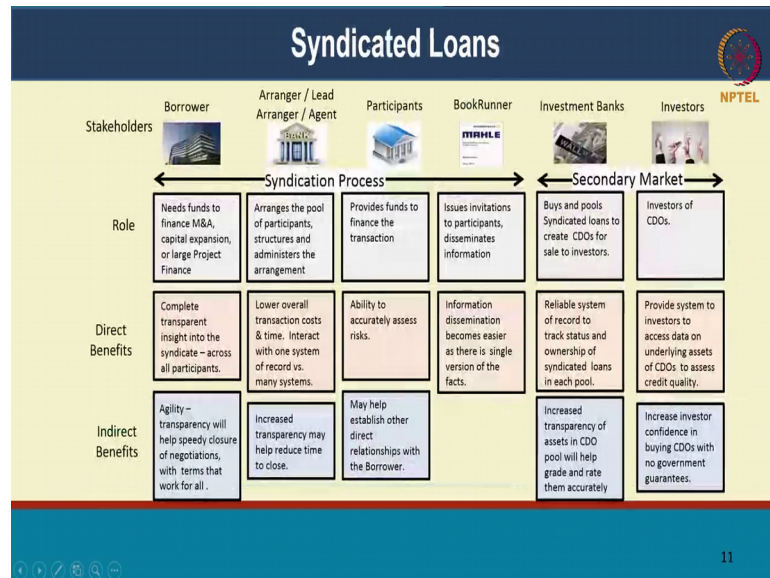 Syndicated Loans
NPTEL
Stakeholders
Borrower
Arranger / Lead
Arranger / Agent
Participants
BookRunner
Investment Banks
Investors
BANK
MAHLE
WALL
Syndication Process
Secondary Market
Role
Needs funds to
finance M&A,
capital expansion,
or large Project
Finance
Arranges the pool
of participants,
structures and
administers the
arrangement
Provides funds to
finance the
transaction
Issues invitations
to participants,
disseminates
information
Buys and pools
Syndicated loans to
create CDOs for
sale to investors.
Investors of
CDOs.
Direct
Benefits
Complete
transparent
insight into the
syndicate – across
all participants.
Lower overall
transaction costs
& time. Interact
with one system
of record vs.
many systems.
Ability to
accurately assess
risks.
Information
dissemination
becomes easier
as there is single
version of the
facts.
Reliable system
of record to
track status and
ownership of
syndicated loans
in each pool.
Provide system to
investors to
access data on
underlying assets
of CDOs to assess
credit quality.
Indirect
Benefits
Agility –
transparency will
help speedy closure
of negotiations,
with terms that
work for all .
Increased
transparency may
help reduce time
to close.
May help
establish other
direct
relationships with
the Borrower.
Increased
transparency of
assets in CDO
pool will help
grade and rate
them accurately
Increase investor
confidence in
buying CDOs with
no government
guarantees.
11